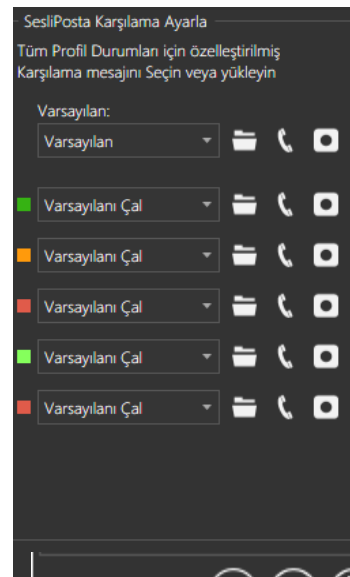 SesliPosta Karşılama Ayarla
Tüm Profil Durumları için özelleştirilmiş
Karşılama mesajını Seçin veya yükleyin
Varsayılan:
Varsayılan
Varsayılanı Çal
Varsayılanı Çal
Varsayılanı Çal
Varsayılanı Çal
Varsayılanı Çal